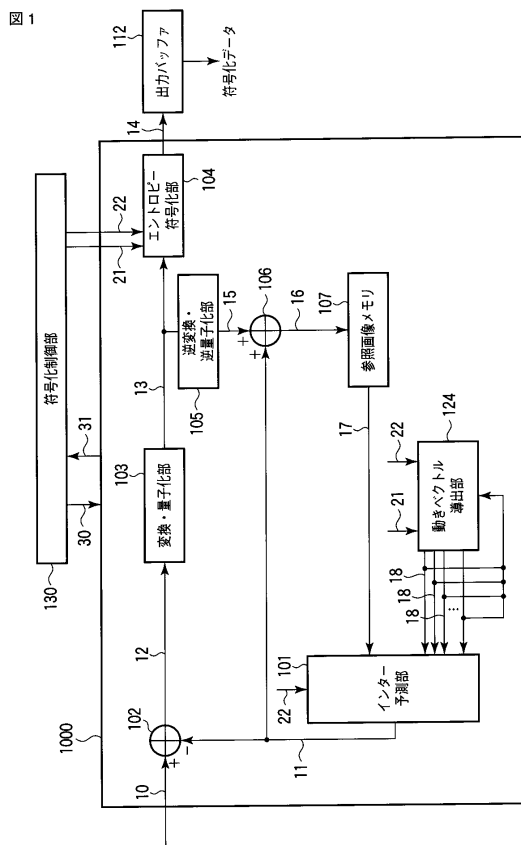 図1
符号化制御部
130
30
31
1000
10
+
-
102
12
変換・量子化部
103
13
21
22
エントロピー
符号化部
104
14
出力バッファ
112
符号化データ
逆変換・
逆量子化部
105
15
+
+
106
16
参照画像メモリ
107
17
11
インター
予測部
101
22
18
18
18
…
動きベクトル
導出部
124
21
22